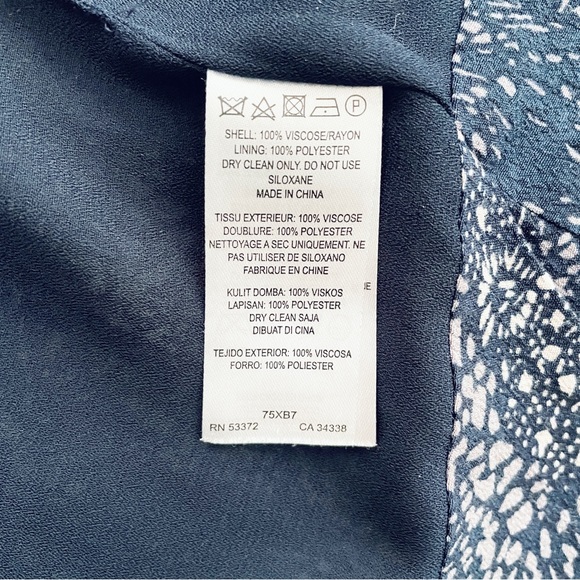 P
SHELL: 100% VISCOSE/RAYON
LINING: 100% POLYESTER
DRY CLEAN ONLY. DO NOT USE
SILOXANE
MADE IN CHINA
TISSU EXTERIEUR: 100% VISCOSE
DOUBLURE: 100% POLYESTER
NETTOYAGE A SEC UNIQUEMENT. NE
PAS UTILISER DE SILOXANO
FABRIQUE EN CHINE
KULIT DOMBA: 100% VISKOS
LAPISAN: 100% POLYESTER
DRY CLEAN SAJA
DIBUAT DI CINA
TEJIDO EXTERIOR: 100% VISCOSA
FORRO: 100% POLIESTER
75XB7
RN 53372 CA 34338